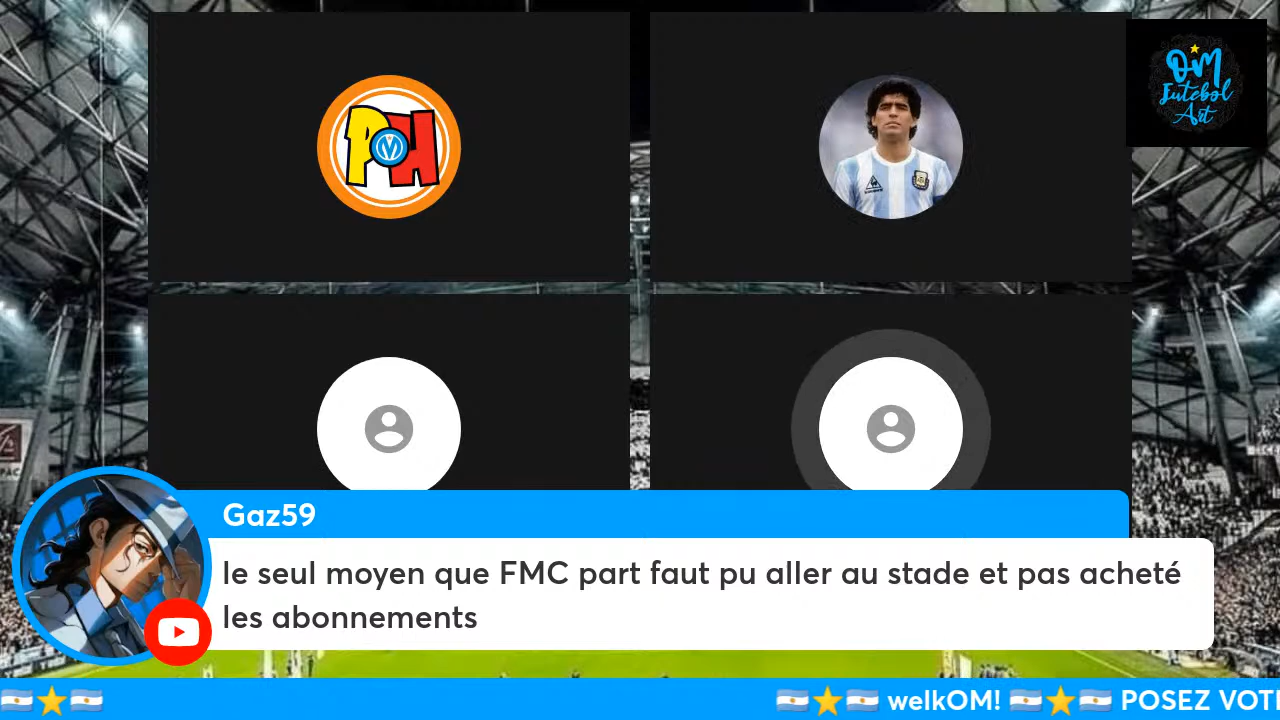 PH
OM
Futebol
Art
PAC
Gaz59
le seul moyen que FMC part faut pu aller au stade et pas acheté
les abonnements
welkOM! POSEZ VOTI